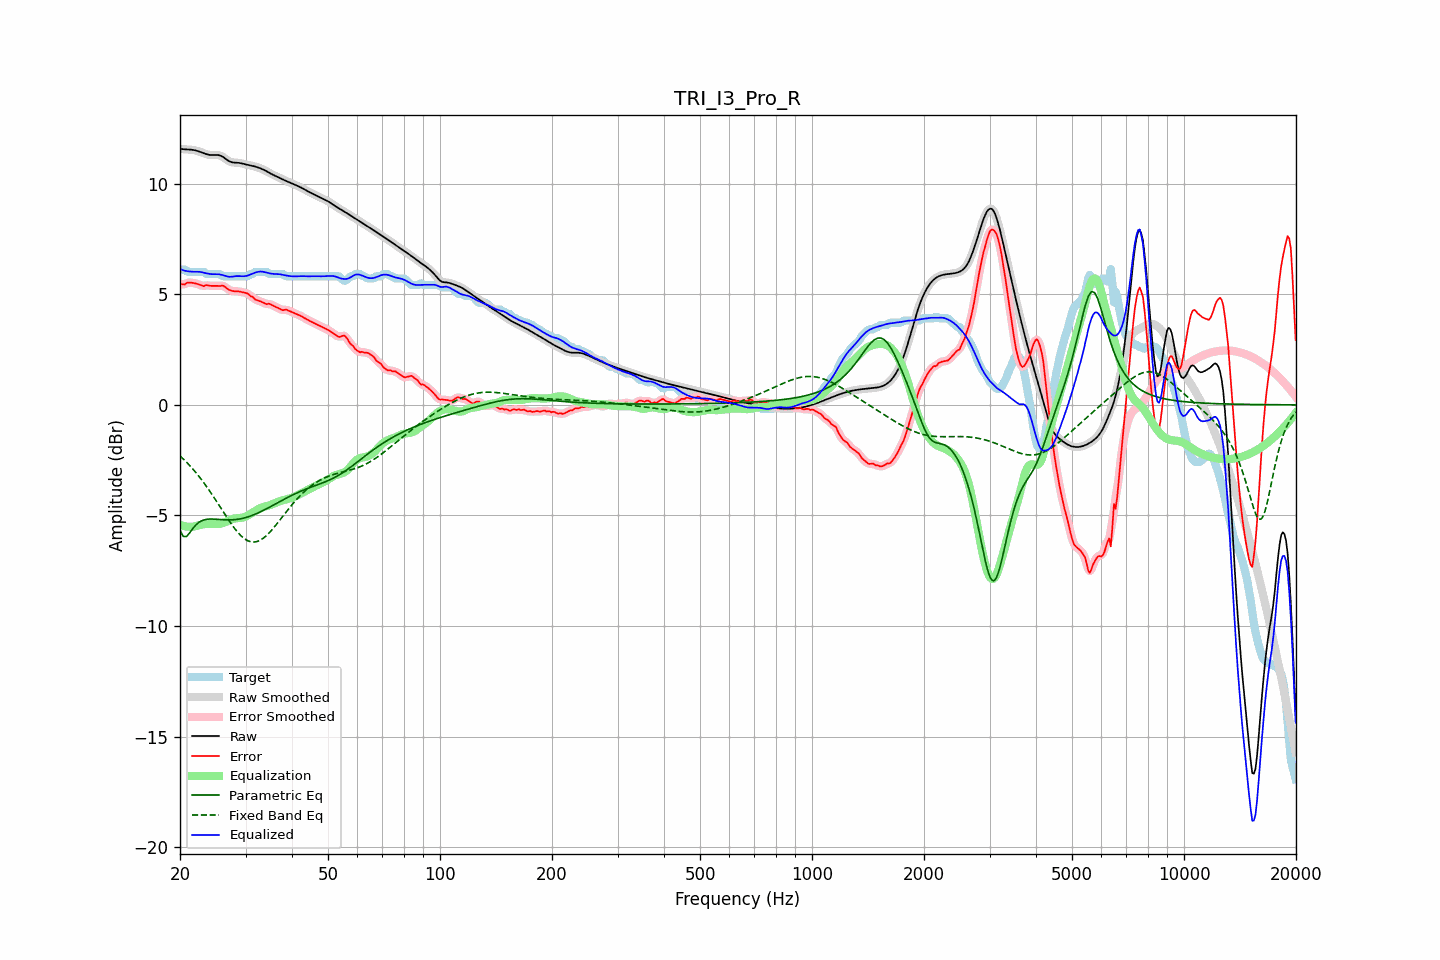 TRI_I3_Pro_R
Amplitude (dBr)
10
5
0
−5
−10
−15
−20
Target
Raw Smoothed
Error Smoothed
Raw
Error
Equalization
Parametric Eq
Fixed Band Eq
Equalized
20 50 100 200 500 1000 2000 5000 10000 20000
Frequency (Hz)